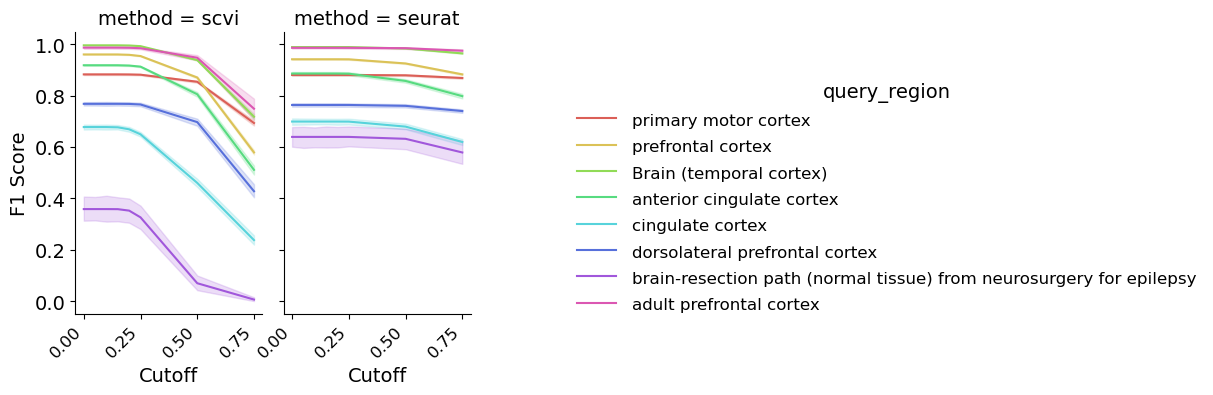 method = scvi
method = seurat
F1 Score
1.0
0.8
0.6
0.4
0.2
0.0
0.00
0.25
0.50
0.75
0.00
0.25
0.50
0.75
Cutoff
Cutoff
query_region
primary motor cortex
prefrontal cortex
Brain (temporal cortex)
anterior cingulate cortex
cingulate cortex
dorsolateral prefrontal cortex
brain-resection path (normal tissue) from neurosurgery for epilepsy
adult prefrontal cortex